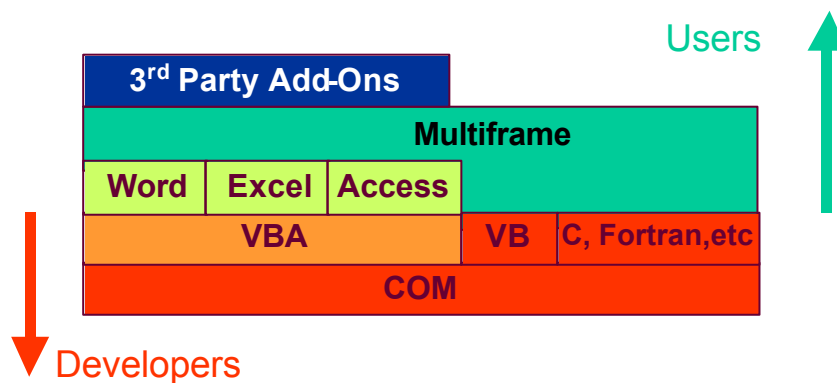 Users
3rd Party Add-Ons
Multiframe
Word Excel Access
VBA VB C, Fortran,etc
COM
Developers